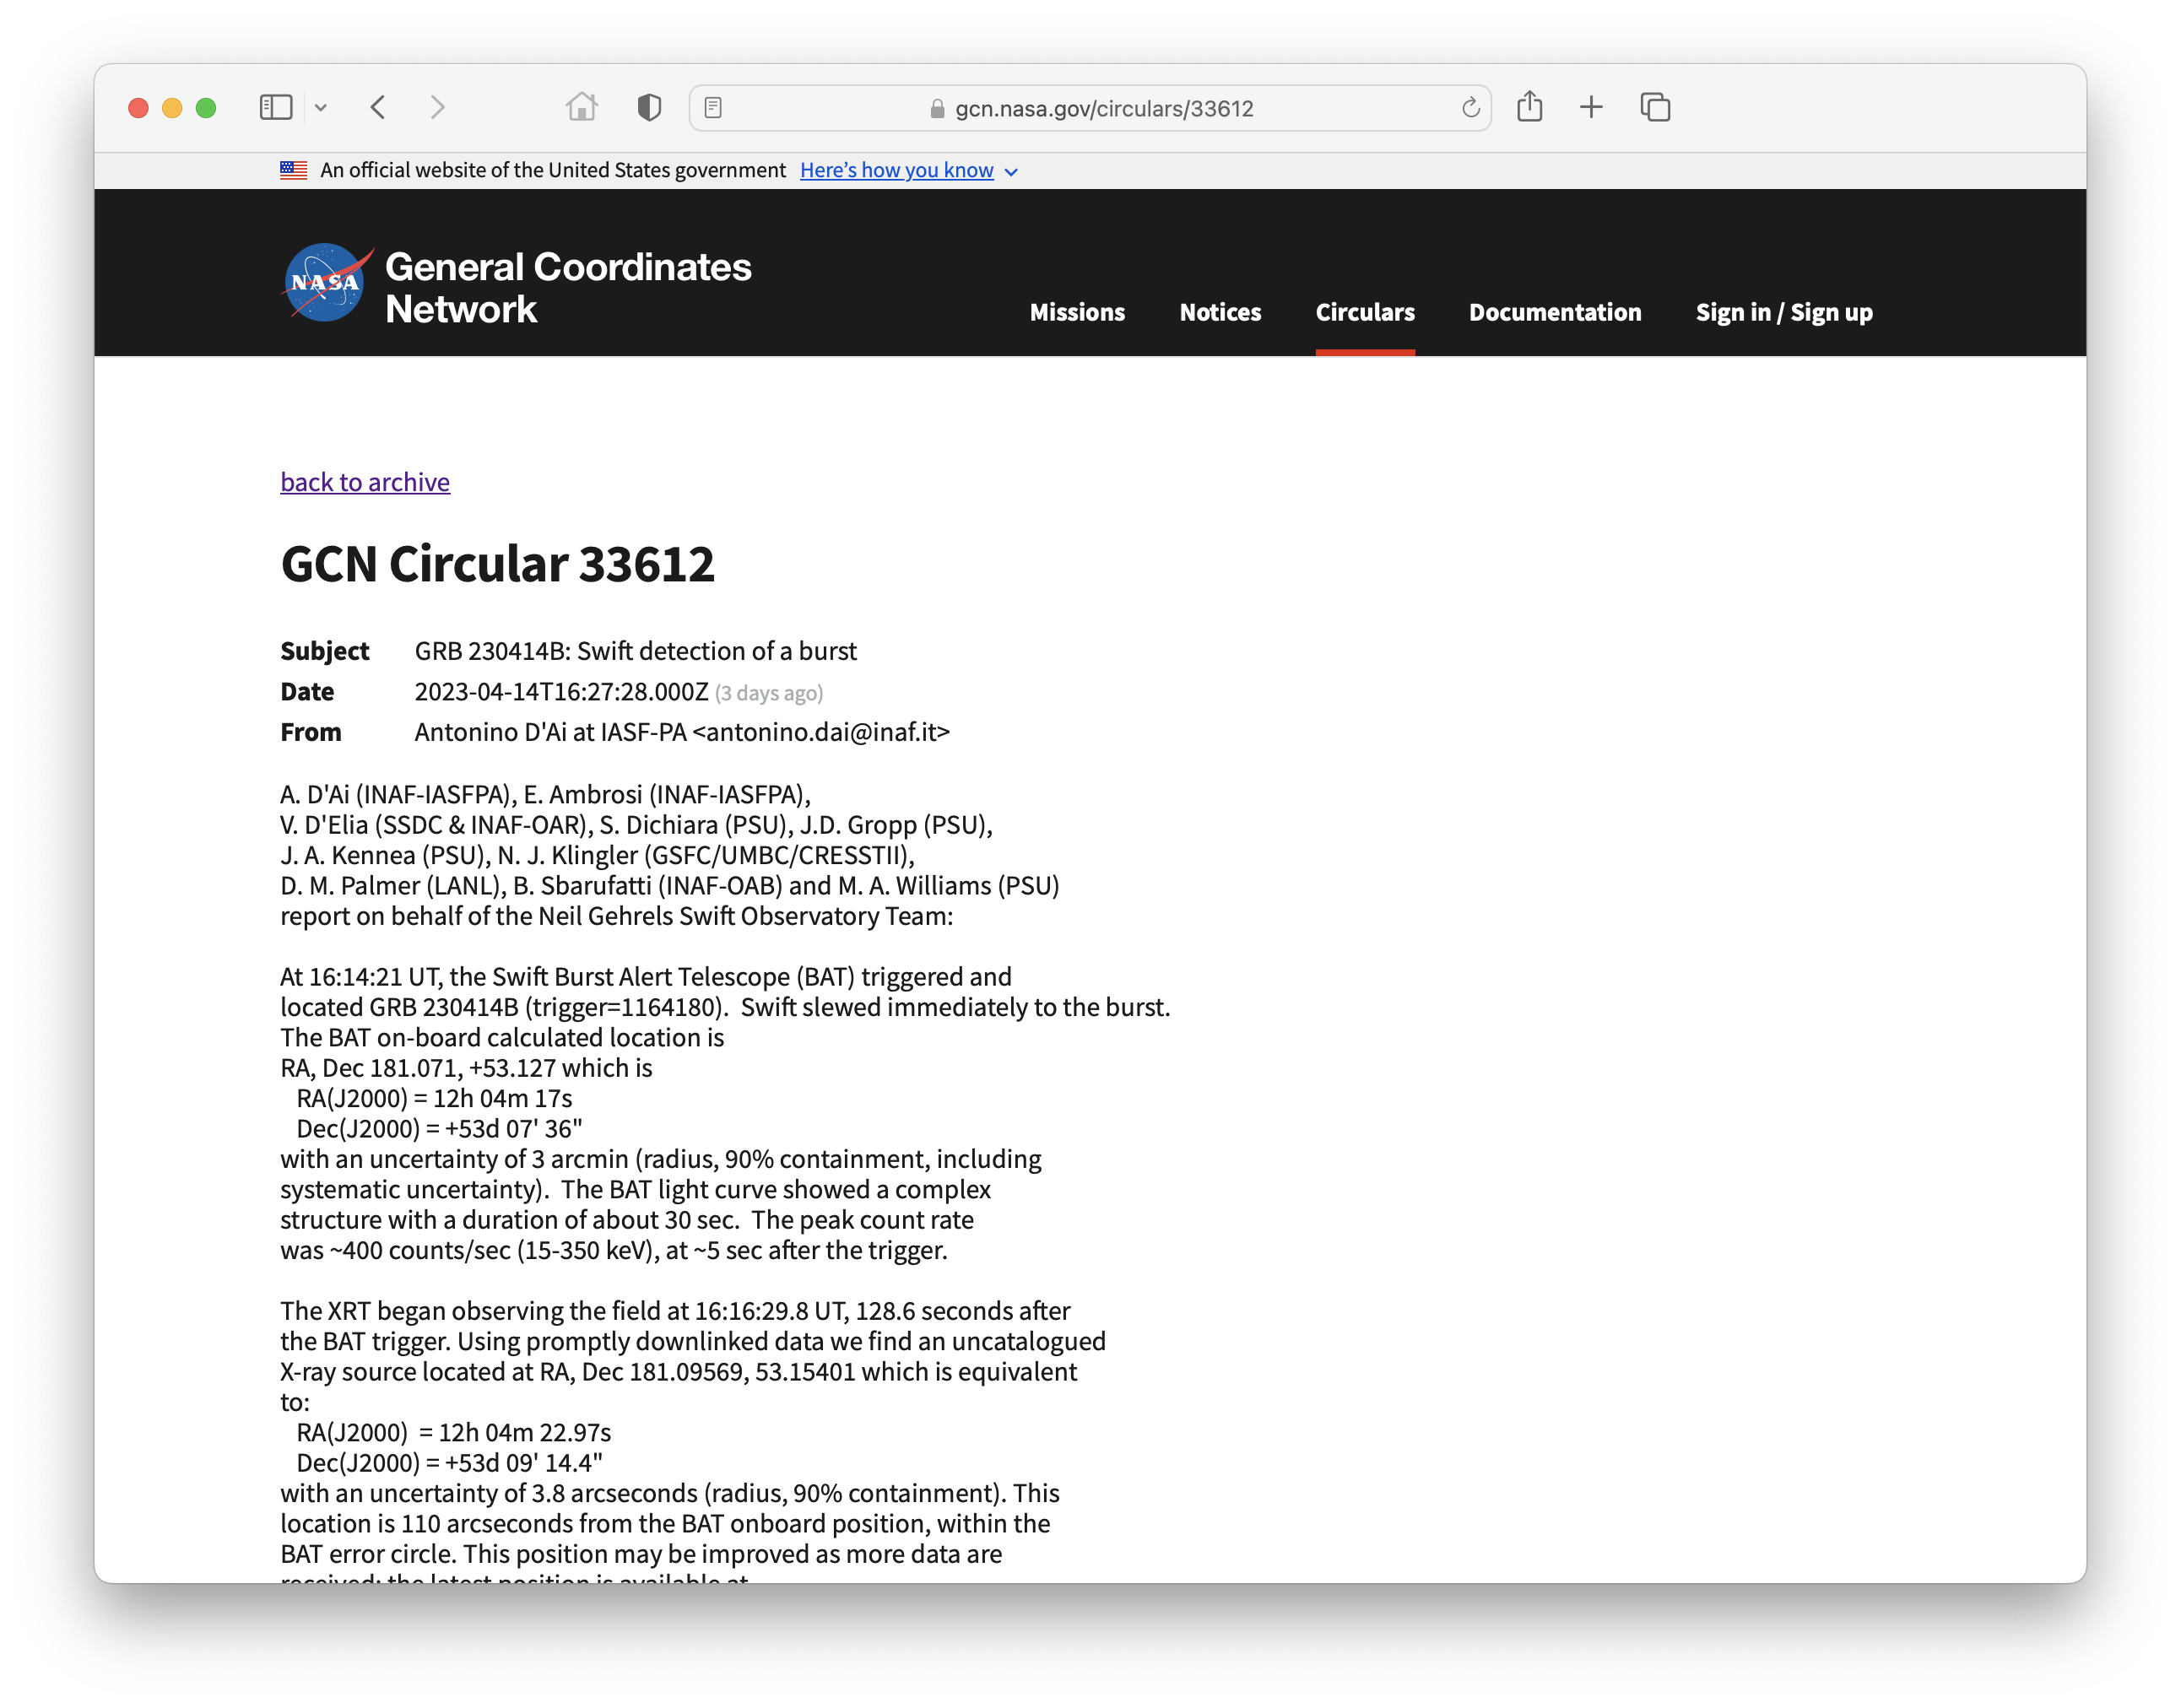 gcn.nasa.gov/circulars/33612
An official website of the United States government Here’s how you know
NASA
General Coordinates
Network
Missions Notices Circulars Documentation Sign in / Sign up
back to archive
GCN Circular 33612
Subject GRB 230414B: Swift detection of a burst
Date 2023-04-14T16:27:28.000Z (3 days ago)
From Antonino D'Ai at IASF-PA <antonino.dai@inaf.it>
A. D'Ai (INAF-IASFPA), E. Ambrosi (INAF-IASFPA),
V. D'Elia (SSDC & INAF-OAR), S. Dichiara (PSU), J.D. Gropp (PSU),
J. A. Kennea (PSU), N. J. Klingler (GSFC/UMBC/CRESSTII),
D. M. Palmer (LANL), B. Sbarufatti (INAF-OAB) and M. A. Williams (PSU)
report on behalf of the Neil Gehrels Swift Observatory Team:
At 16:14:21 UT, the Swift Burst Alert Telescope (BAT) triggered and
located GRB 230414B (trigger=1164180).  Swift slewed immediately to the burst.
The BAT on-board calculated location is
RA, Dec 181.071, +53.127 which is
RA(J2000) = 12h 04m 17s
Dec(J2000) = +53d 07' 36"
with an uncertainty of 3 arcmin (radius, 90% containment, including
systematic uncertainty).  The BAT light curve showed a complex
structure with a duration of about 30 sec.  The peak count rate
was ~400 counts/sec (15-350 keV), at ~5 sec after the trigger.
The XRT began observing the field at 16:16:29.8 UT, 128.6 seconds after
the BAT trigger. Using promptly downlinked data we find an uncatalogued
X-ray source located at RA, Dec 181.09569, 53.15401 which is equivalent
to:
RA(J2000)  = 12h 04m 22.97s
Dec(J2000) = +53d 09' 14.4"
with an uncertainty of 3.8 arcseconds (radius, 90% containment). This
location is 110 arcseconds from the BAT onboard position, within the
BAT error circle. This position may be improved as more data are
received; the latest position is available at